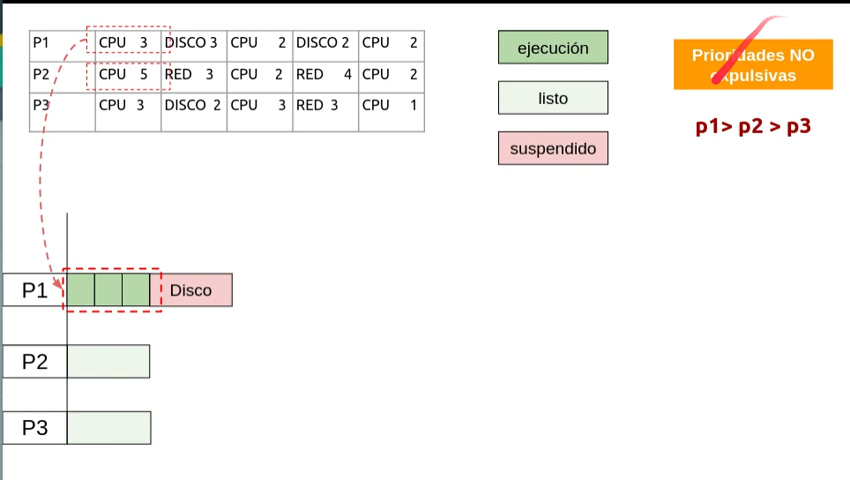 P1 CPU 3 DISCO 3 CPU 2 DISCO 2 CPU 2
P2 CPU 5 RED 3 CPU 2 RED 4 CPU 2
P3 CPU 3 DISCO 2 CPU 3 RED 3 CPU 1
ejecución
listo
suspendido
Prioridades NO
expulsivas
p1> p2 > p3
P1 Disco
P2
P3